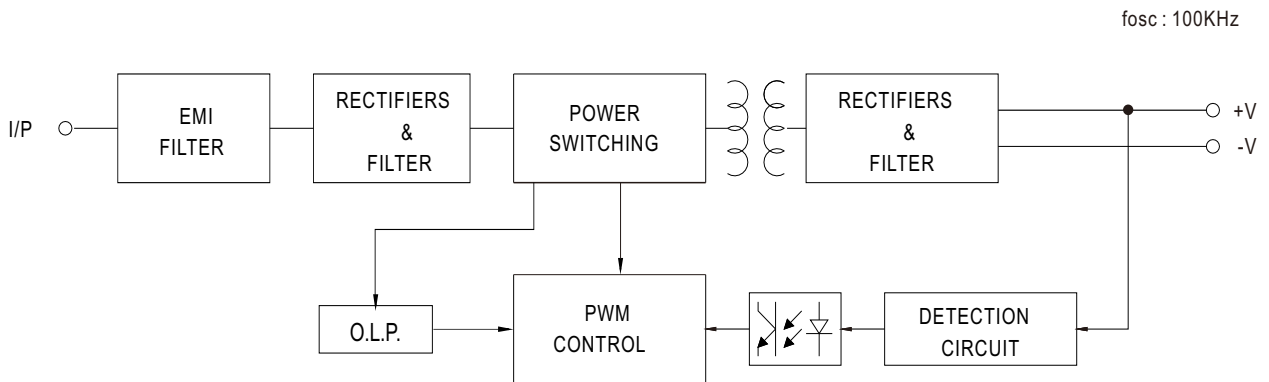 fosc : 100KHz
I/P
EMI
FILTER
RECTIFIERS
&
FILTER
POWER
SWITCHING
RECTIFIERS
&
FILTER
+V
-V
O.L.P.
PWM
CONTROL
DETECTION
CIRCUIT